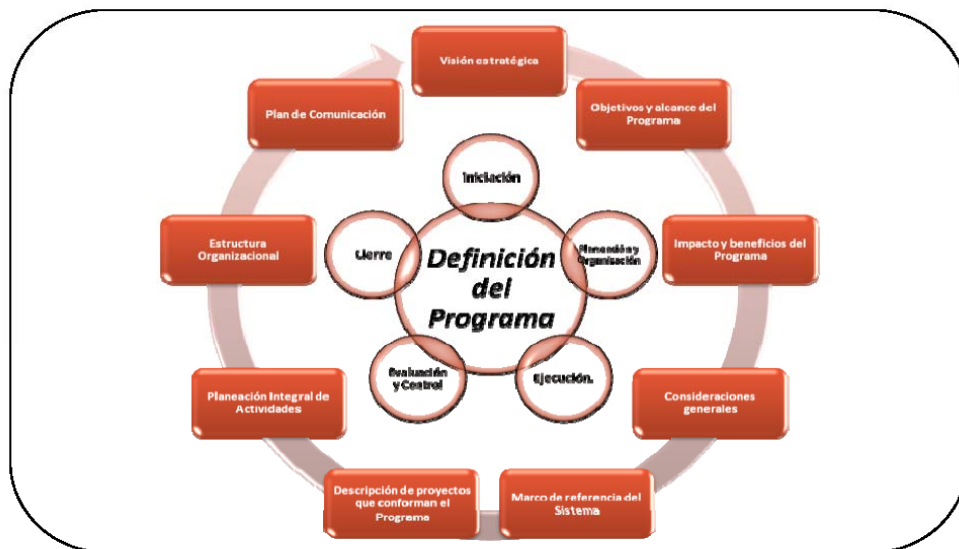 Visión estratégica
Objetivos y alcance del
Programa
Impacto y beneficios del
Programa
Consideraciones
generales
Marco de referencia del
Sistema
Descripción de proyectos
que conforman el
Programa
Planeación Integral de
Actividades
Estructura
Organizacional
Plan de Comunicación
Iniciación
Planeación y
Organización
Ejecución.
Evaluación
y Control
Cierre
Definición
del
Programa